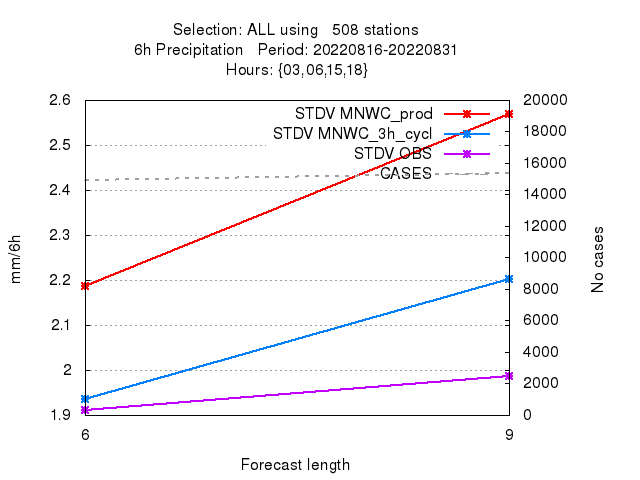 Selection: ALL using   508 stations
6h Precipitation   Period: 20220816-20220831
Hours: {03,06,15,18}
STDV MNWC_prod
STDV MNWC_3h_cycl
STDV OBS
CASES
2.6
2.5
2.4
2.3
2.2
2.1
2
1.9
mm/6h
20000
18000
16000
14000
12000
10000
8000
6000
4000
2000
0
No cases
6
9
Forecast length